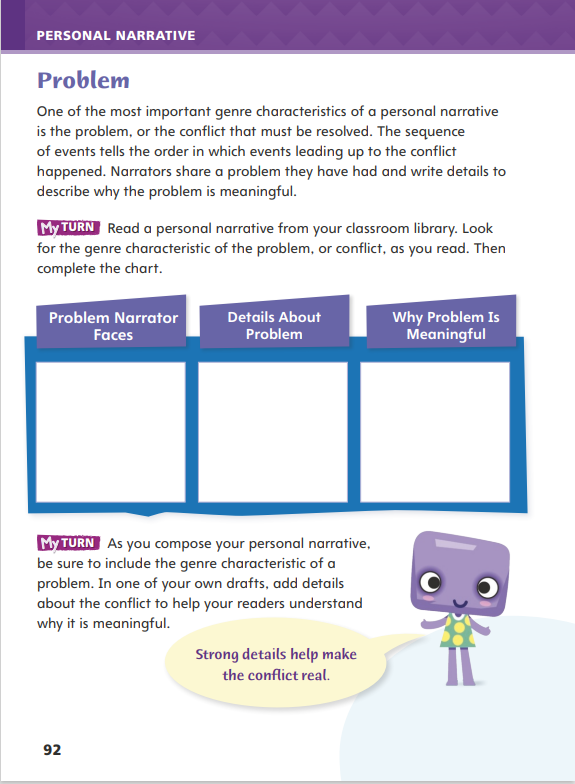 PERSONAL NARRATIVE
Problem
One of the most important genre characteristics of a personal narrative
is the problem, or the conflict that must be resolved. The sequence
of events tells the order in which events leading up to the conflict
happened. Narrators share a problem they have had and write details to
describe why the problem is meaningful.
My TURN Read a personal narrative from your classroom library. Look
for the genre characteristic of the problem, or conflict, as you read. Then
complete the chart.
Problem Narrator
Faces
Details About
Problem
Why Problem Is
Meaningful
My TURN As you compose your personal narrative,
be sure to include the genre characteristic of a
problem. In one of your own drafts, add details
about the conflict to help your readers understand
why it is meaningful.
Strong details help make
the conflict real.
92